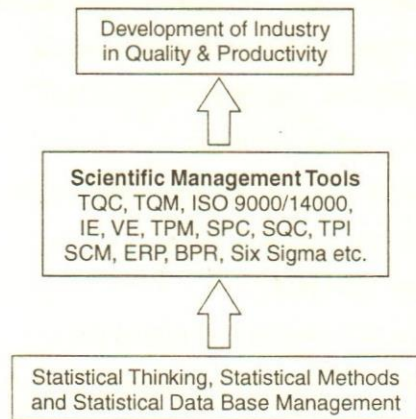 Development of Industry
in Quality & Productivity
Scientific Management Tools
TQC, TQM, ISO 9000/14000,
IE, VE, TPM, SPC, SQC, TPI
SCM, ERP, BPR, Six Sigma etc.
Statistical Thinking, Statistical Methods
and Statistical Data Base Management